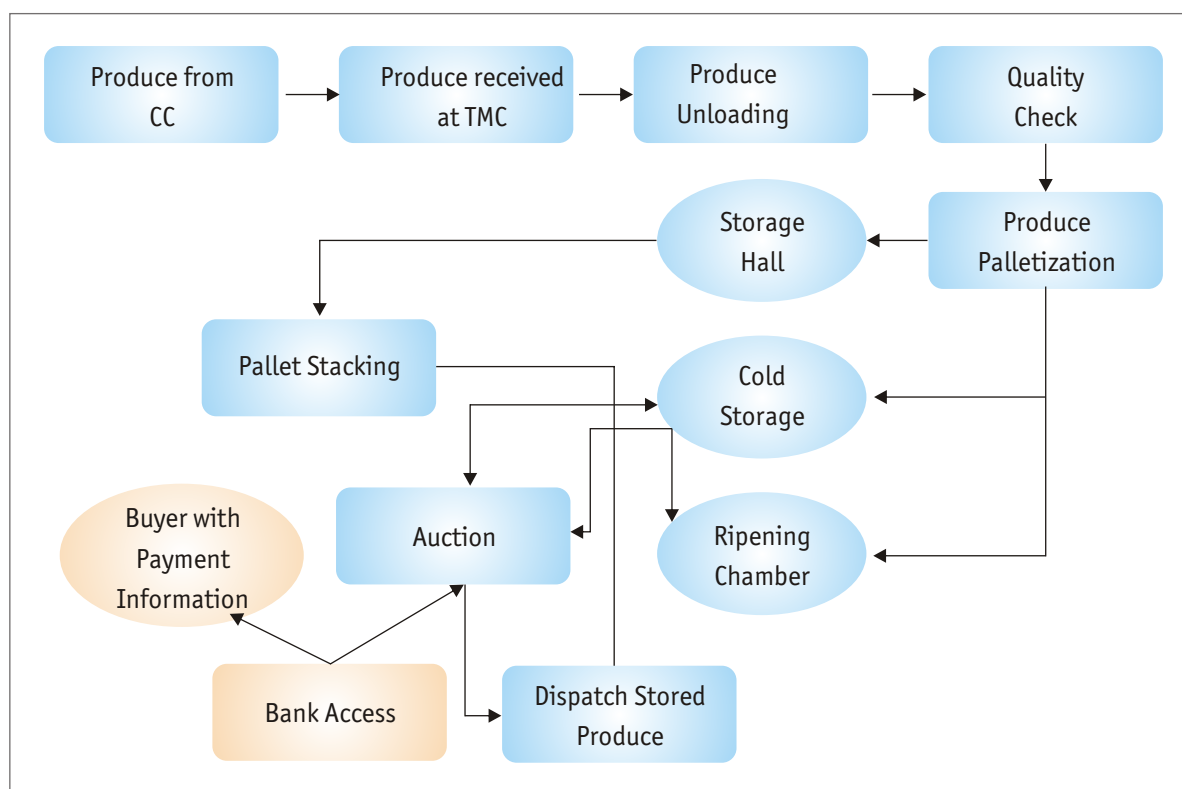 Produce from
CC
Produce received
at TMC
Produce
Unloading
Quality
Check
Storage
Hall
Produce
Palletization
Pallet Stacking
Cold
Storage
Buyer with
Payment
Information
Auction
Ripening
Chamber
Bank Access
Dispatch Stored
Produce